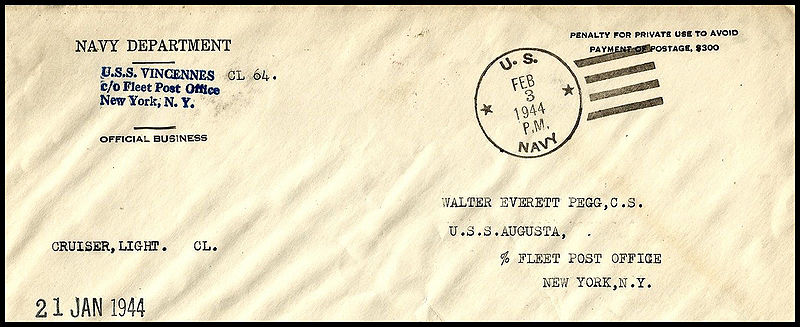 NAVY DEPARTMENT
U.S.S. VINCENNES CL 64.
c/o Fleet Post Office
New York, N. Y.
OFFICIAL BUSINESS
PENALTY FOR PRIVATE USE TO AVOID
PAYMENT OF POSTAGE, $300
U. S.
FEB
3
1944
P.M.
NAVY
WALTER EVERETT PEGG,C.S.
U.S.S.AUGUSTA,
% FLEET POST OFFICE
NEW YORK,N.Y.
CRUISER,LIGHT. CL.
21 JAN 1944